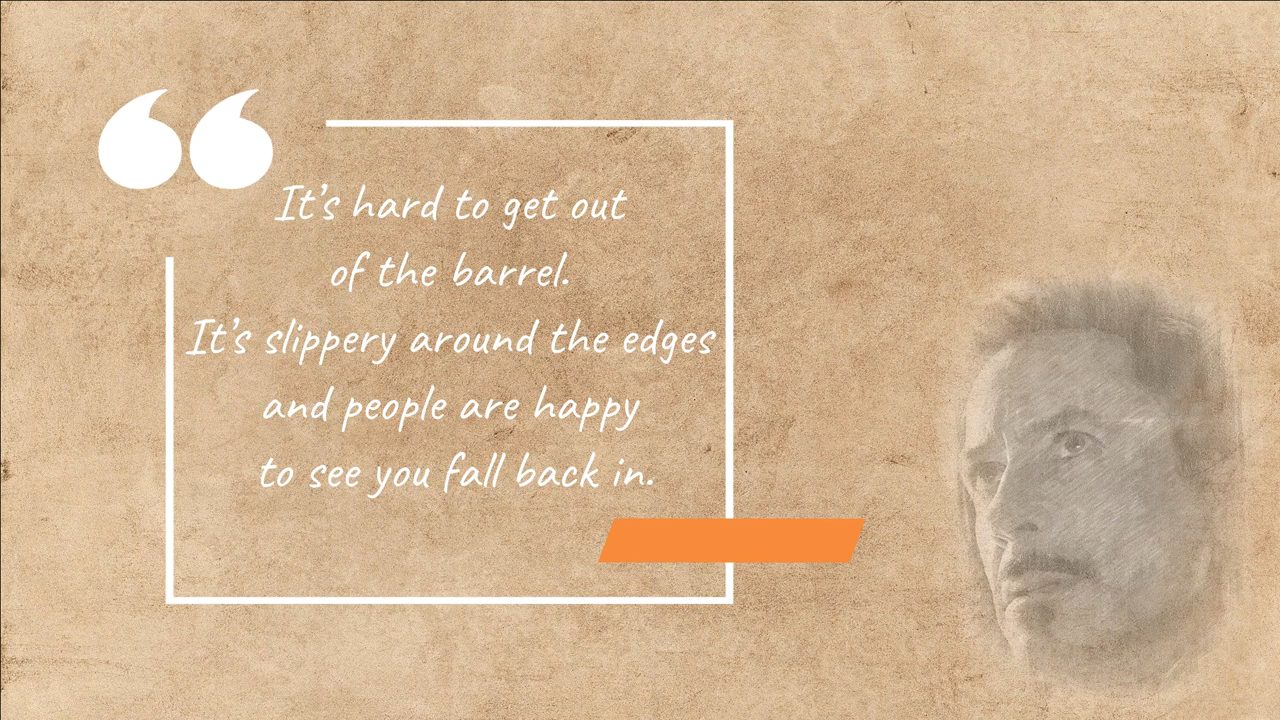 It’s hard to get out
of the barrel.
It’s slippery around the edges
and people are happy
to see you fall back in.